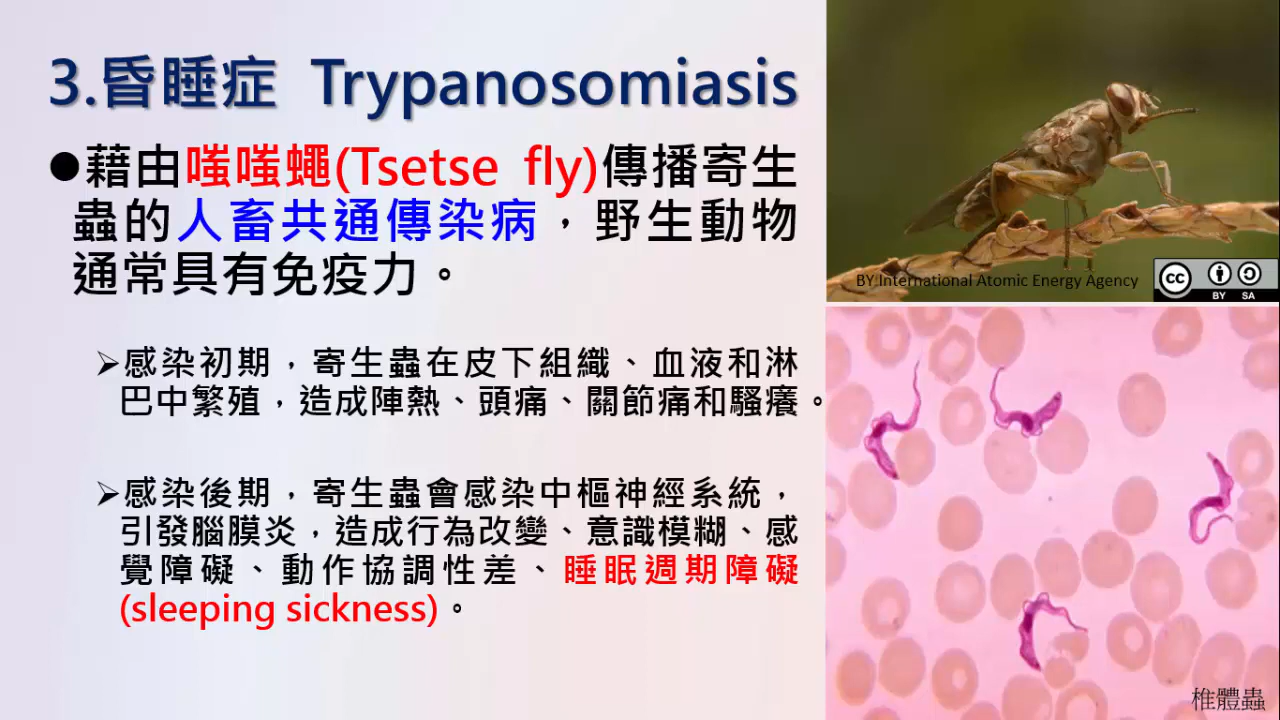 3.昏睡症 Trypanosomiasis
●藉由嗤嗤蠅(Tsetse fly)傳播寄生
蟲的人畜共通傳染病，野生動物
通常具有免疫力。
➢感染初期，寄生蟲在皮下組織、血液和淋
巴中繁殖，造成陣熱、頭痛、關節痛和騷癢。
➢感染後期，寄生蟲會感染中樞神經系統，
引發腦膜炎，造成行為改變、意識模糊、感
覺障礙、動作協調性差、睡眠週期障礙
(sleeping sickness)。
BY International Atomic Energy Agency
cc
BY SA
椎體蟲